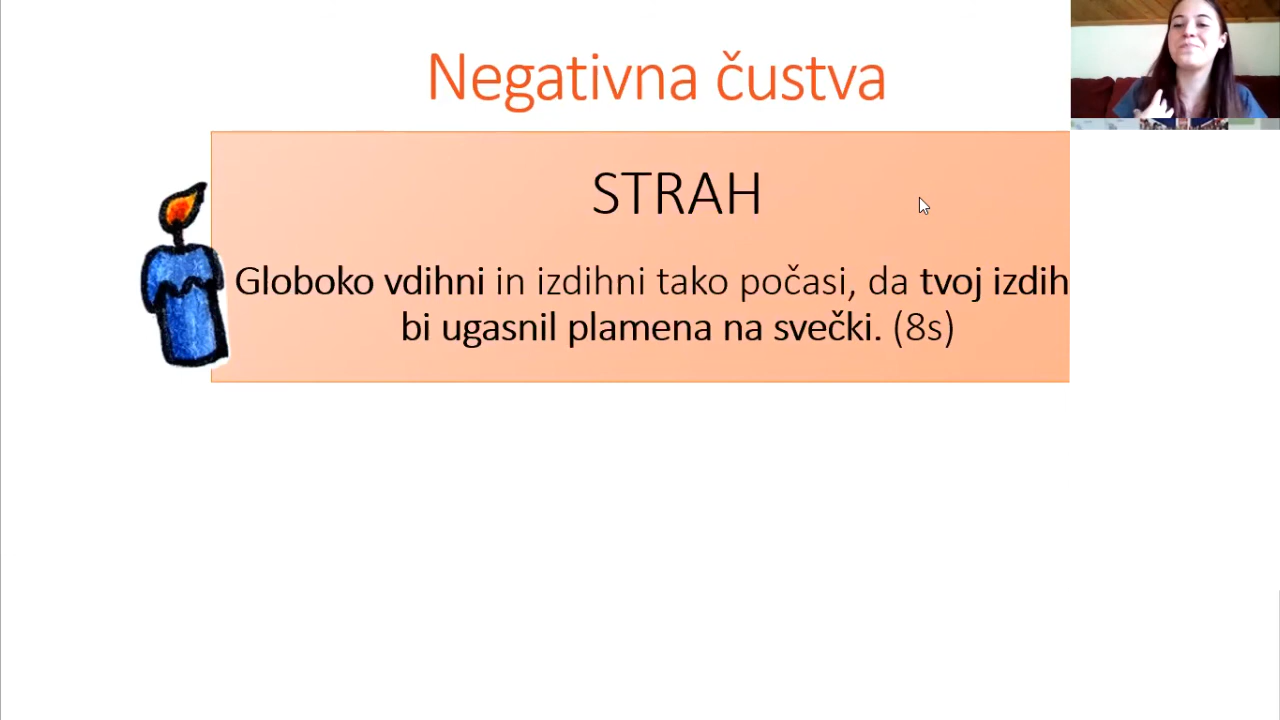 Negativna čustva
STRAH
Globoko vdihni in izdihni tako počasi, da tvoj izdih
bi ugasnil plamena na svečki. (8s)